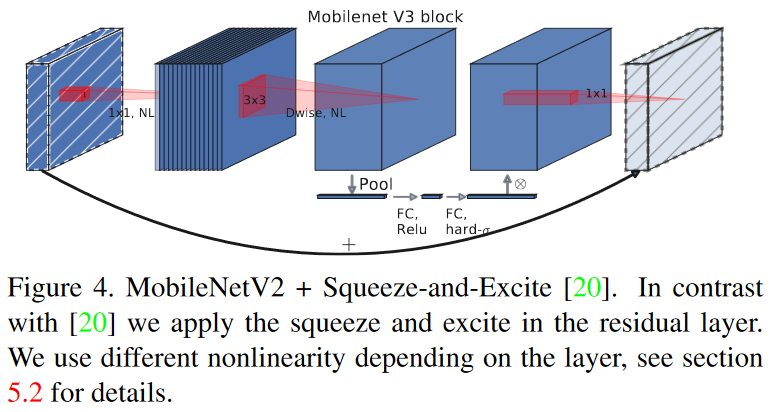 Mobilenet V3 block
1x1, NL
3x3
Dwise, NL
1x1
Pool
⊗
FC,
Relu
FC,
hard-σ
+
Figure 4. MobileNetV2 + Squeeze-and-Excite [20]. In contrast
with [20] we apply the squeeze and excite in the residual layer.
We use different nonlinearity depending on the layer, see section
5.2 for details.